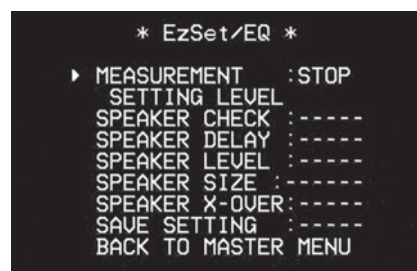 * EzSet/EQ *
▶ MEASUREMENT :STOP
SETTING LEVEL
SPEAKER CHECK :-----
SPEAKER DELAY :-----
SPEAKER LEVEL :-----
SPEAKER SIZE :------
SPEAKER X-OVER:-----
SAVE SETTING :-----
BACK TO MASTER MENU